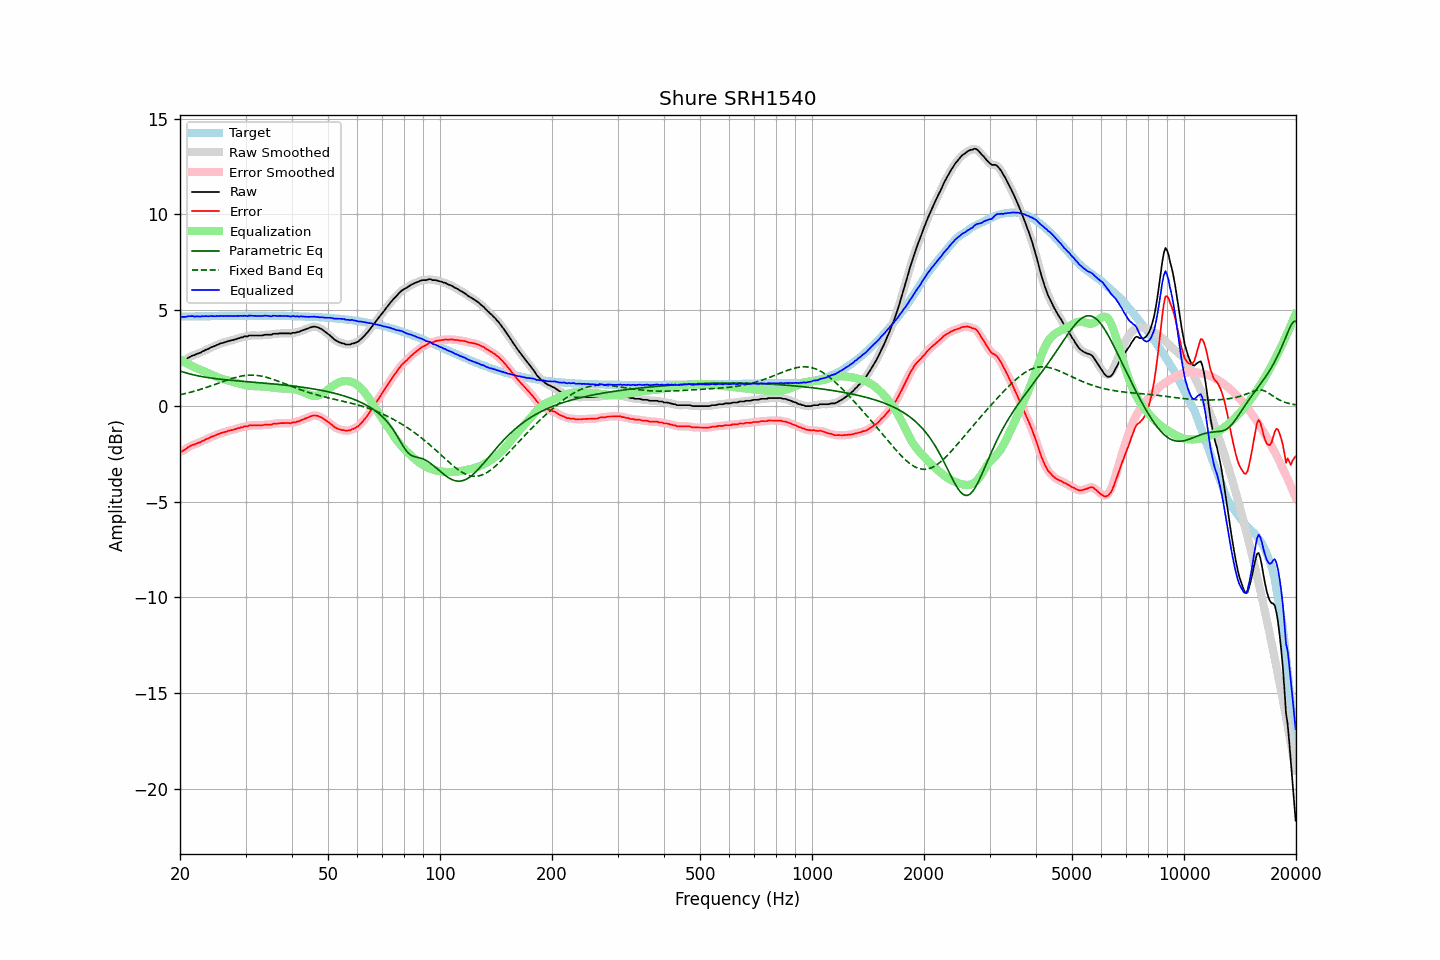 Shure SRH1540
Target
Raw Smoothed
Error Smoothed
Raw
Error
Equalization
Parametric Eq
Fixed Band Eq
Equalized
15
10
5
0
−5
−10
−15
−20
Amplitude (dBr)
20
50
100
200
500
1000
2000
5000
10000
20000
Frequency (Hz)